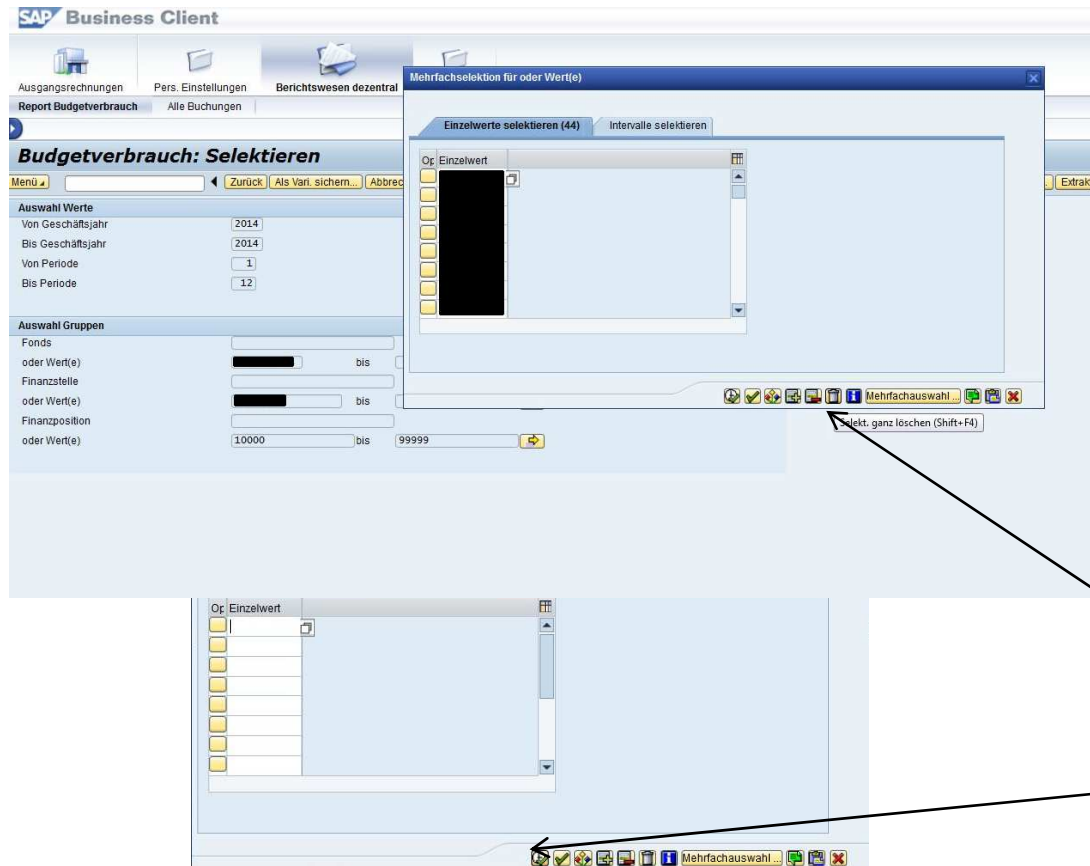 SAP Business Client
Ausgangsrechnungen Pers. Einstellungen Berichtswesen dezentral
Report Budgetverbrauch Alle Buchungen
Budgetverbrauch: Selektieren
Menü Zurück Als Vari. sichern... Abbrec
Extrak
Auswahl Werte
Von Geschäftsjahr 2014
Bis Geschäftsjahr 2014
Von Periode 1
Bis Periode 12
Auswahl Gruppen
Fonds
oder Wert(e) bis
Finanzstelle
oder Wert(e) bis
Finanzposition
oder Wert(e) 10000 bis 99999
Mehrfachselektion für oder Wert(e)
Einzelwerte selektieren (44) Intervalle selektieren
Op Einzelwert
Mehrfachauswahl ...
Selekt. ganz löschen (Shift+F4)
Op Einzelwert
Mehrfachauswahl ...